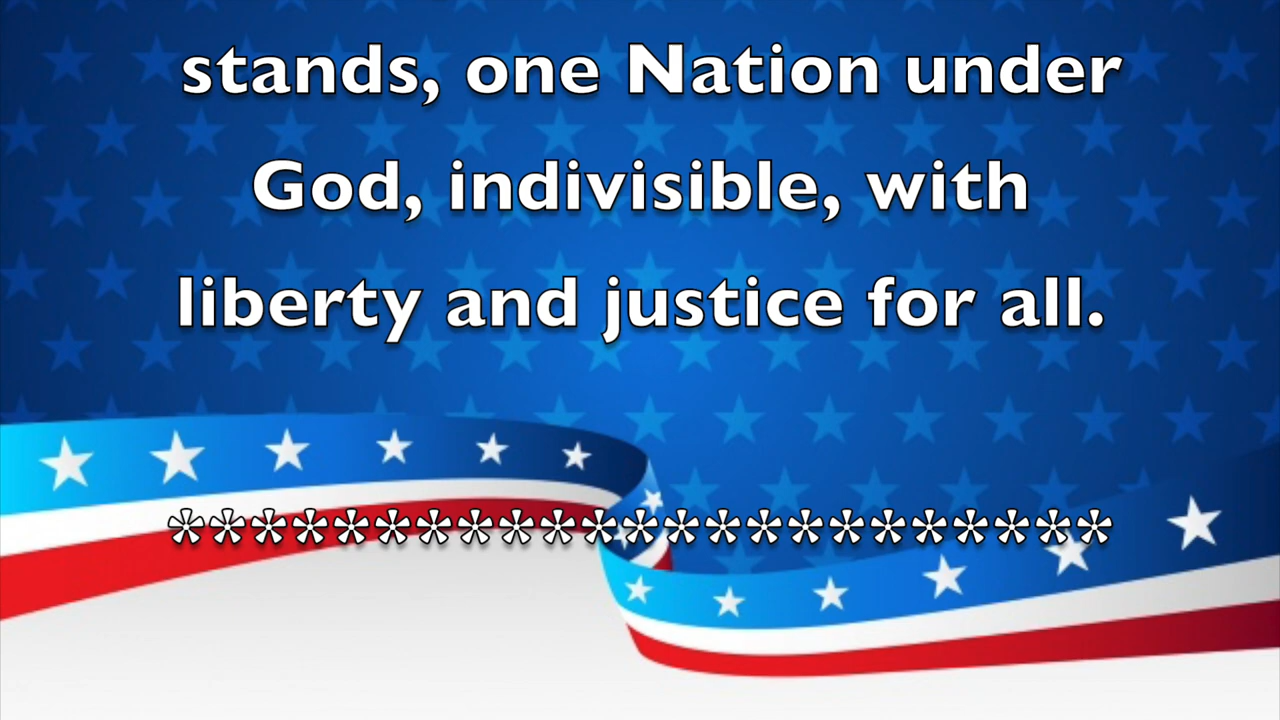 stands, one Nation under
God, indivisible, with
liberty and justice for all.
***********************